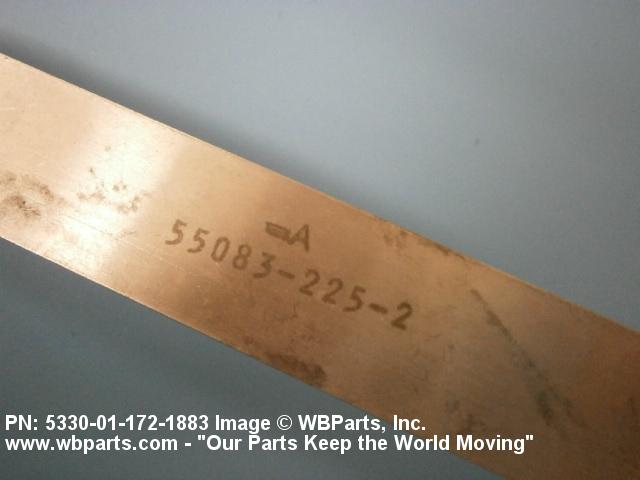 A
55083-225-2
PN: 5330-01-172-1883 Image © WBParts, Inc.
www.wbparts.com - "Our Parts Keep the World Moving"